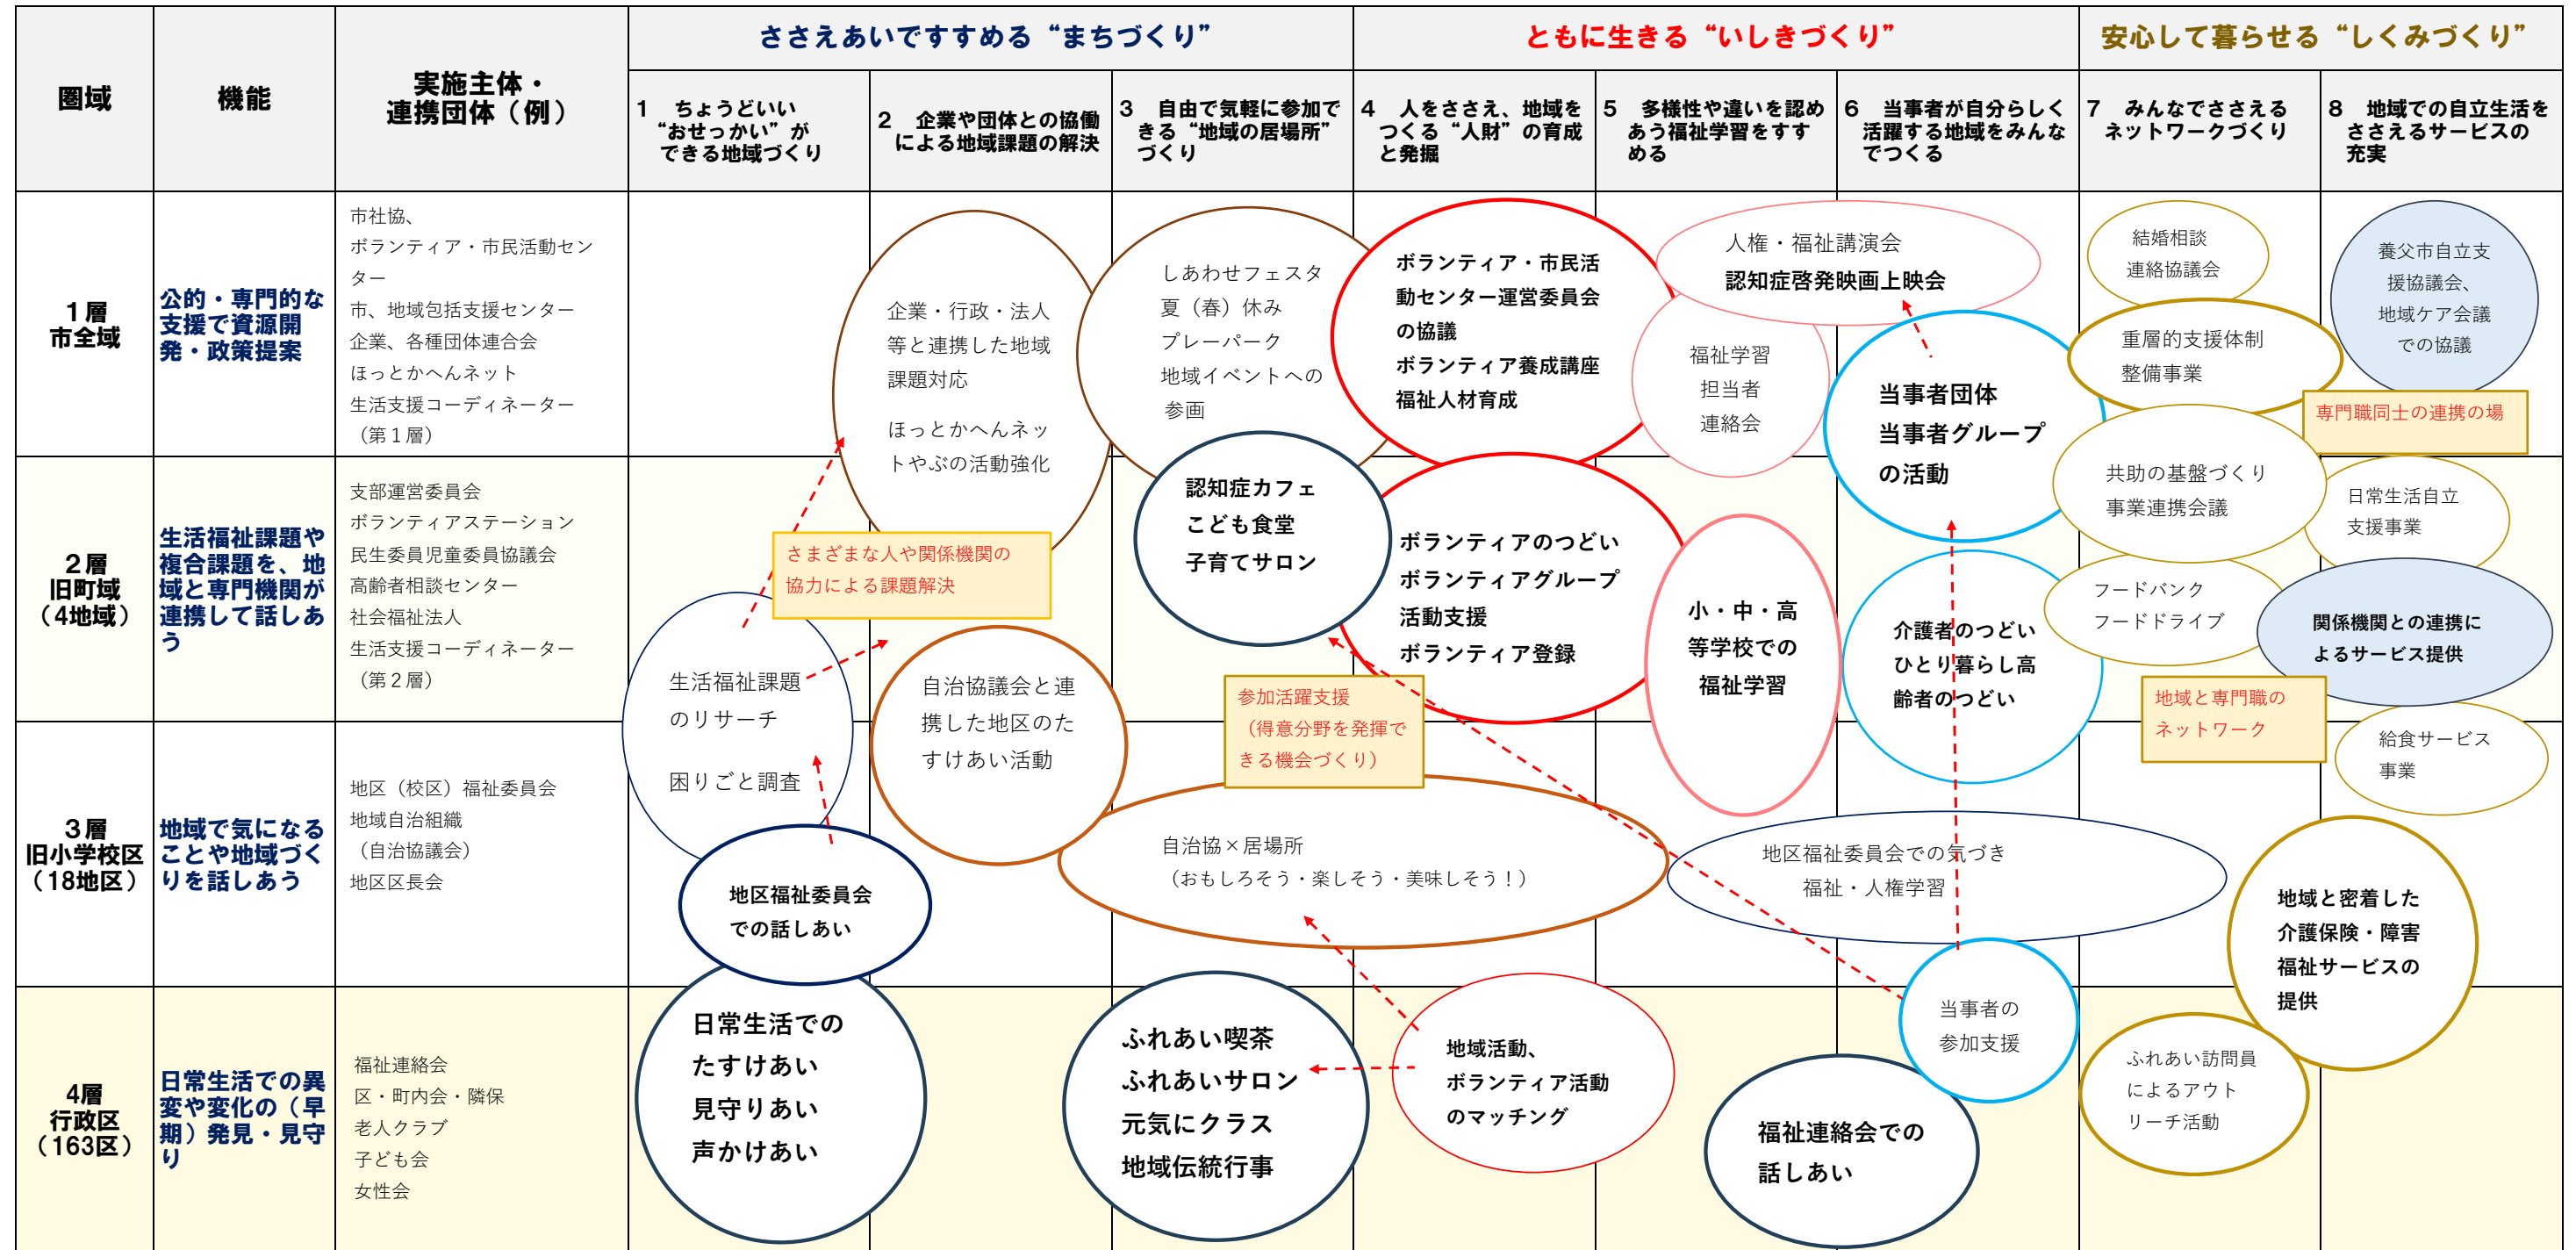 圏域
機能
実施主体・
連携団体（例）
ささえあいですすめる“まちづくり”
ともに生きる“いしきづくり”
安心して暮らせる“しくみづくり”
1　ちょうどいい
“おせっかい”が
できる地域づくり
2　企業や団体との協働
による地域課題の解決
3　自由で気軽に参加で
きる“地域の居場所”
づくり
4　人をささえ、地域を
つくる“人財”の育成
と発掘
5　多様性や違いを認め
あう福祉学習をすす
める
6　当事者が自分らしく
活躍する地域をみんな
でつくる
7　みんなでささえる
ネットワークづくり
8　地域での自立生活を
ささえるサービスの
充実
1層
市全域
公的・専門的な
支援で資源開
発・政策提案
市社協、
ボランティア・市民活動セン
ター
市、地域包括支援センター
企業、各種団体連合会
ほっとかへんネット
生活支援コーディネーター
（第１層）
企業・行政・法人
等と連携した地域
課題対応
ほっとかへんネッ
トやぶの活動強化
しあわせフェスタ
夏（春）休み
プレーパーク
地域イベントへの
参画
ボランティア・市民活
動センター運営委員会
の協議
ボランティア養成講座
福祉人材育成
人権・福祉講演会
認知症啓発映画上映会
福祉学習
担当者
連絡会
当事者団体
当事者グループ
の活動
結婚相談
連絡協議会
重層的支援体制
整備事業
養父市自立支
援協議会、
地域ケア会議
での協議
専門職同士の連携の場
2層
旧町域
（4地域）
生活福祉課題や
複合課題を、地
域と専門機関が
連携して話しあ
う
支部運営委員会
ボランティアステーション
民生委員児童委員協議会
高齢者相談センター
社会福祉法人
生活支援コーディネーター
（第２層）
さまざまな人や関係機関の
協力による課題解決
生活福祉課題
のリサーチ
困りごと調査
自治協議会と連
携した地区のた
すけあい活動
認知症カフェ
こども食堂
子育てサロン
参加活躍支援
（得意分野を発揮で
きる機会づくり）
ボランティアのつどい
ボランティアグループ
活動支援
ボランティア登録
小・中・高
等学校での
福祉学習
介護者のつどい
ひとり暮らし高
齢者のつどい
共助の基盤づくり
事業連携会議
フードバンク
フードドライブ
地域と専門職の
ネットワーク
日常生活自立
支援事業
関係機関との連携に
よるサービス提供
給食サービス
事業
3層
旧小学校区
（18地区）
地域で気になる
ことや地域づく
りを話しあう
地区（校区）福祉委員会
地域自治組織
（自治協議会）
地区区長会
地区福祉委員会
での話しあい
自治協×居場所
（おもしろそう・楽しそう・美味しそう！）
地区福祉委員会での気づき
福祉・人権学習
地域と密着した
介護保険・障害
福祉サービスの
提供
4層
行政区
（163区）
日常生活での異
変や変化の（早
期）発見・見守
り
福祉連絡会
区・町内会・隣保
老人クラブ
子ども会
女性会
日常生活での
たすけあい
見守りあい
声かけあい
ふれあい喫茶
ふれあいサロン
元気にクラス
地域伝統行事
地域活動、
ボランティア活動
のマッチング
当事者の
参加支援
福祉連絡会での
話しあい
ふれあい訪問員
によるアウト
リーチ活動